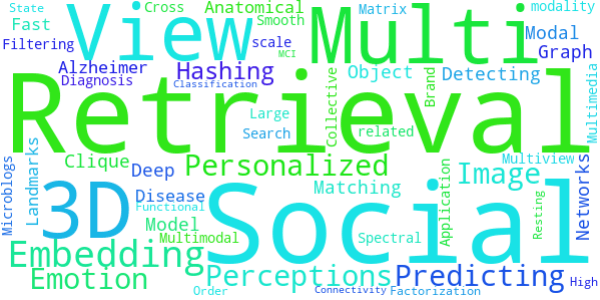 State
Cross
Anatomical
Matrix
modality
Fast
View
Smooth
Multi
Modal
Filtering
scale
Graph
MCI
Alzheimer
Hashing
Object
Detecting
Diagnosis
Classification
Brand
Multimedia
Retrieval
Collective
Large
Search
related
Landmarks
Microblogs
Clique
Deep
Personalized
Multiview
Image
Networks
3D
Disease
Matching
Functional
Social
Application
Resting
Model
Multimodal
Spectral
Embedding
Emotion
Perceptions
Predicting
High
Order
Connectivity
Factorization